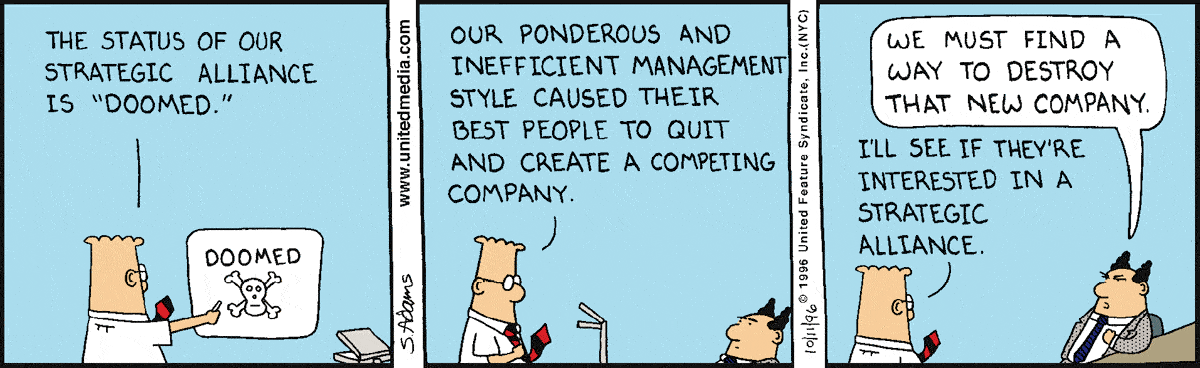 THE STATUS OF OUR
STRATEGIC ALLIANCE
IS "DOOMED."
DOOMED
www.unitedmedia.com
S.Adams
OUR PONDEROUS AND
INEFFICIENT MANAGEMENT
STYLE CAUSED THEIR
BEST PEOPLE TO QUIT
AND CREATE A COMPETING
COMPANY.
10/11/96 © 1996 United Feature Syndicate, Inc.(NYC)
WE MUST FIND A
WAY TO DESTROY
THAT NEW COMPANY.
I'LL SEE IF THEY'RE
INTERESTED IN A
STRATEGIC
ALLIANCE.